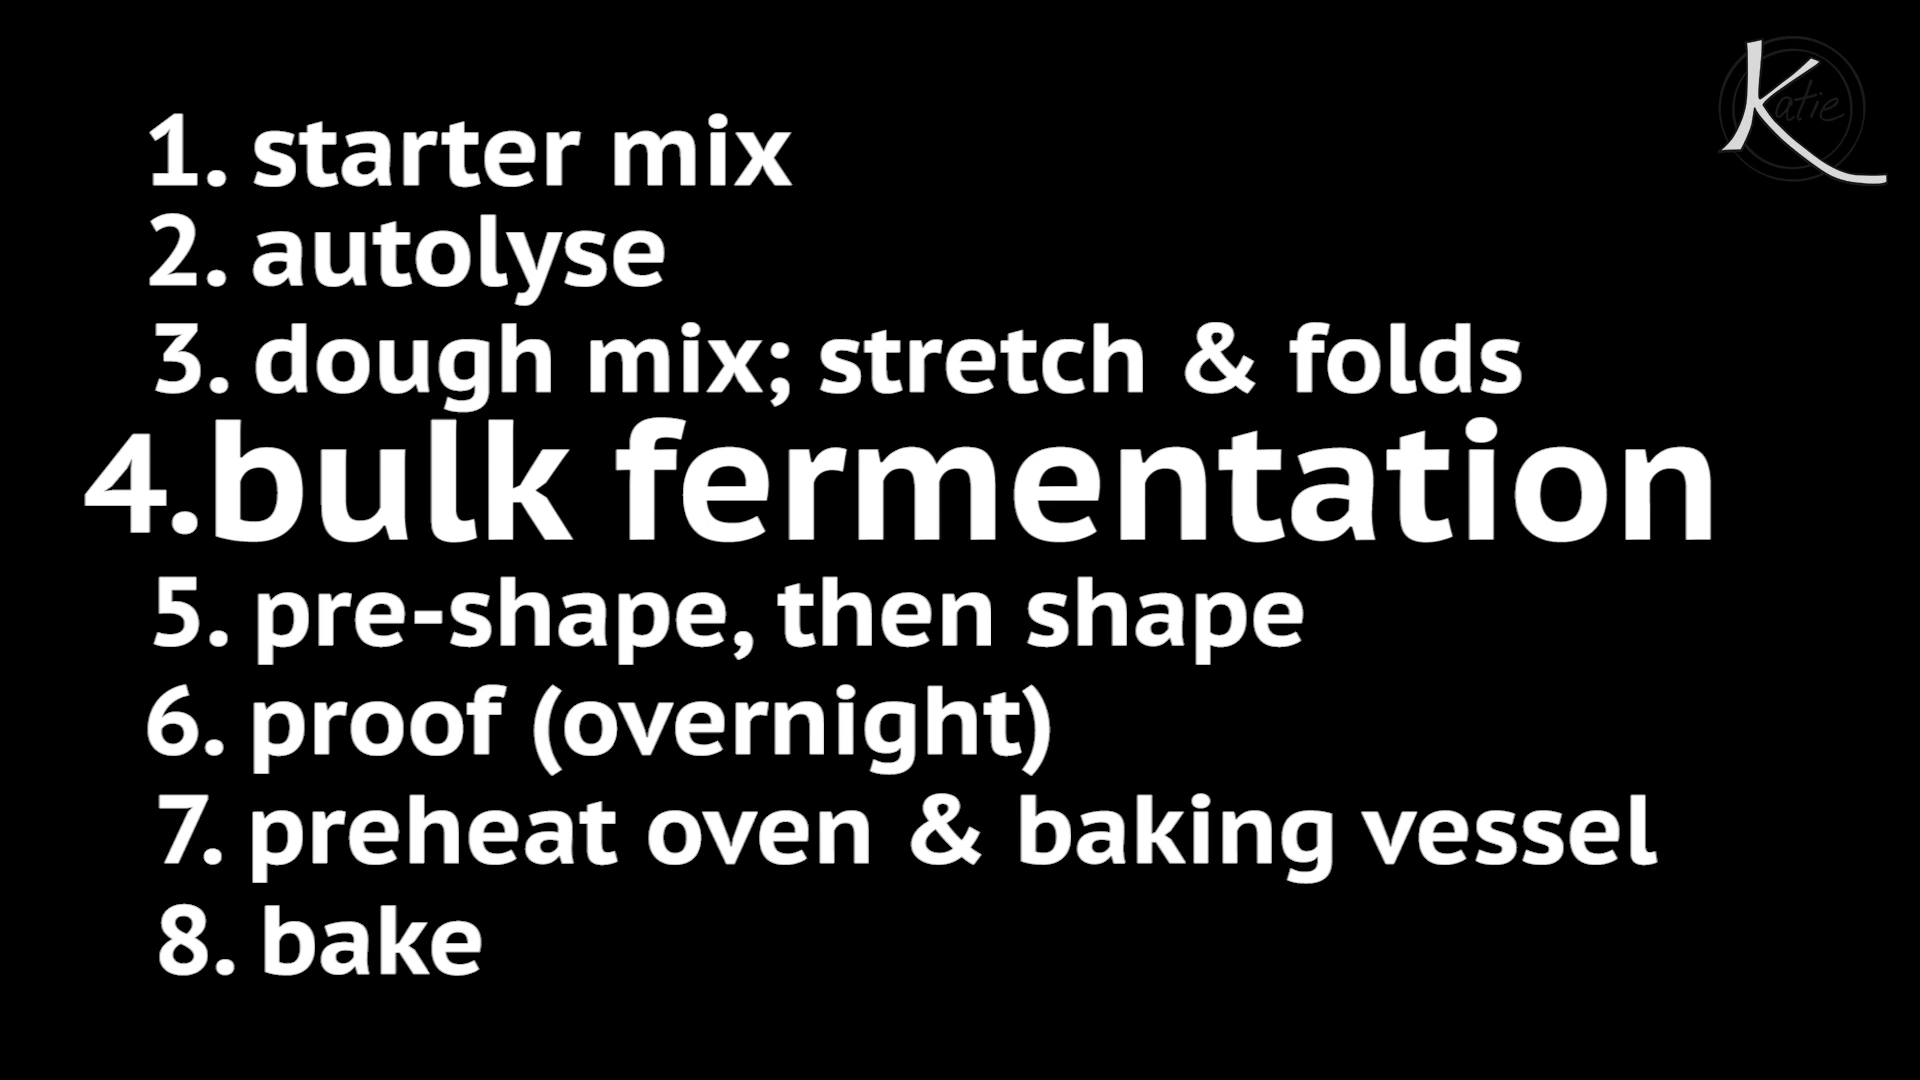 Katie
1. starter mix
2. autolyse
3. dough mix; stretch & folds
4.bulk fermentation
5. pre-shape, then shape
6. proof (overnight)
7. preheat oven & baking vessel
8. bake